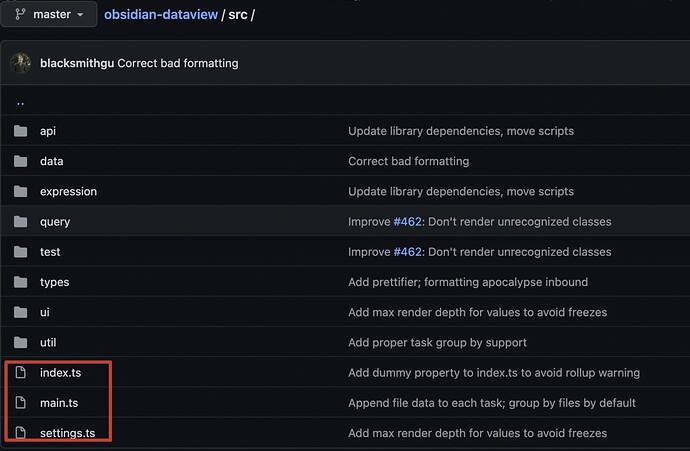 master obsidian-dataview / src /
blacksmithgu Correct bad formatting
..
api Update library dependencies, move scripts
data Correct bad formatting
expression Update library dependencies, move scripts
query Improve #462: Don't render unrecognized classes
test Improve #462: Don't render unrecognized classes
types Add prettifier; formatting apocalypse inbound
ui Add max render depth for values to avoid freezes
util Add proper task group by support
index.ts Add dummy property to index.ts to avoid rollup warning
main.ts Append file data to each task; group by files by default
settings.ts Add max render depth for values to avoid freezes